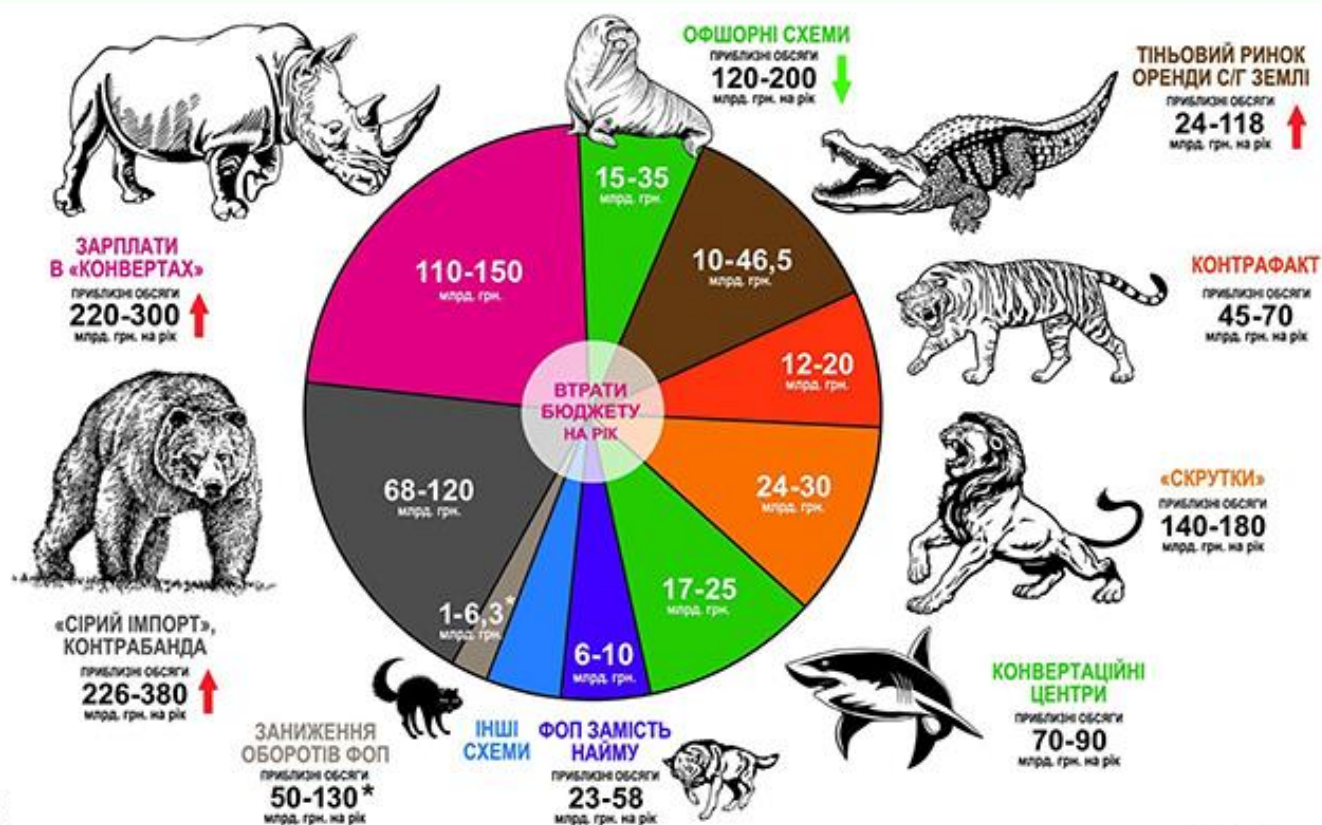 ОФШОРНІ СХЕМИ
ПРИБЛИЗНІ ОБСЯГИ
120-200
млрд. грн. на рік
ТІНЬОВИЙ РИНОК
ОРЕНДИ С/Г ЗЕМЛІ
ПРИБЛИЗНІ ОБСЯГИ
24-118
млрд. грн. на рік
КОНТРАФАКТ
ПРИБЛИЗНІ ОБСЯГИ
45-70
млрд. грн. на рік
«СКРУТКИ»
ПРИБЛИЗНІ ОБСЯГИ
140-180
млрд. грн. на рік
КОНВЕРТАЦІЙНІ
ЦЕНТРИ
ПРИБЛИЗНІ ОБСЯГИ
70-90
млрд. грн. на рік
ФОП ЗАМІСТЬ
НАЙМУ
ПРИБЛИЗНІ ОБСЯГИ
23-58
млрд. грн. на рік
ІНШІ
СХЕМИ
ЗАНИЖЕННЯ
ОБОРОТІВ ФОП
ПРИБЛИЗНІ ОБСЯГИ
50-130*
млрд. грн. на рік
«СІРИЙ ІМПОРТ»,
КОНТРАБАНДА
ПРИБЛИЗНІ ОБСЯГИ
226-380
млрд. грн. на рік
ЗАРПЛАТИ
В «КОНВЕРТАХ»
ПРИБЛИЗНІ ОБСЯГИ
220-300
млрд. грн. на рік
15-35
млрд. грн.
10-46,5
млрд. грн.
12-20
млрд. грн.
24-30
млрд. грн.
17-25
млрд. грн.
6-10
млрд. грн.
1-6,3*
млрд. грн.
68-120
млрд. грн.
110-150
млрд. грн.
ВТРАТИ
БЮДЖЕТУ
НА РІК